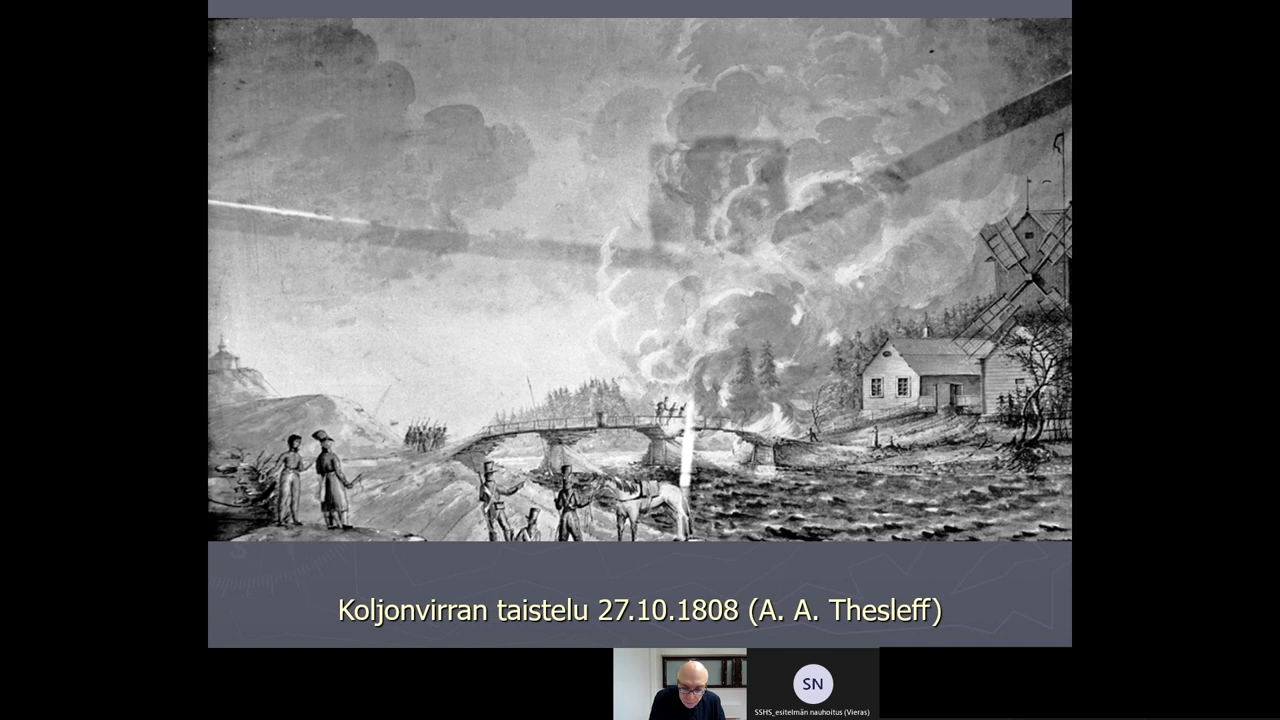 Koljonvirran taistelu 27.10.1808 (A. A. Thesleff)
SN
SSHS_esitelmän nauhoitus (Vieras)